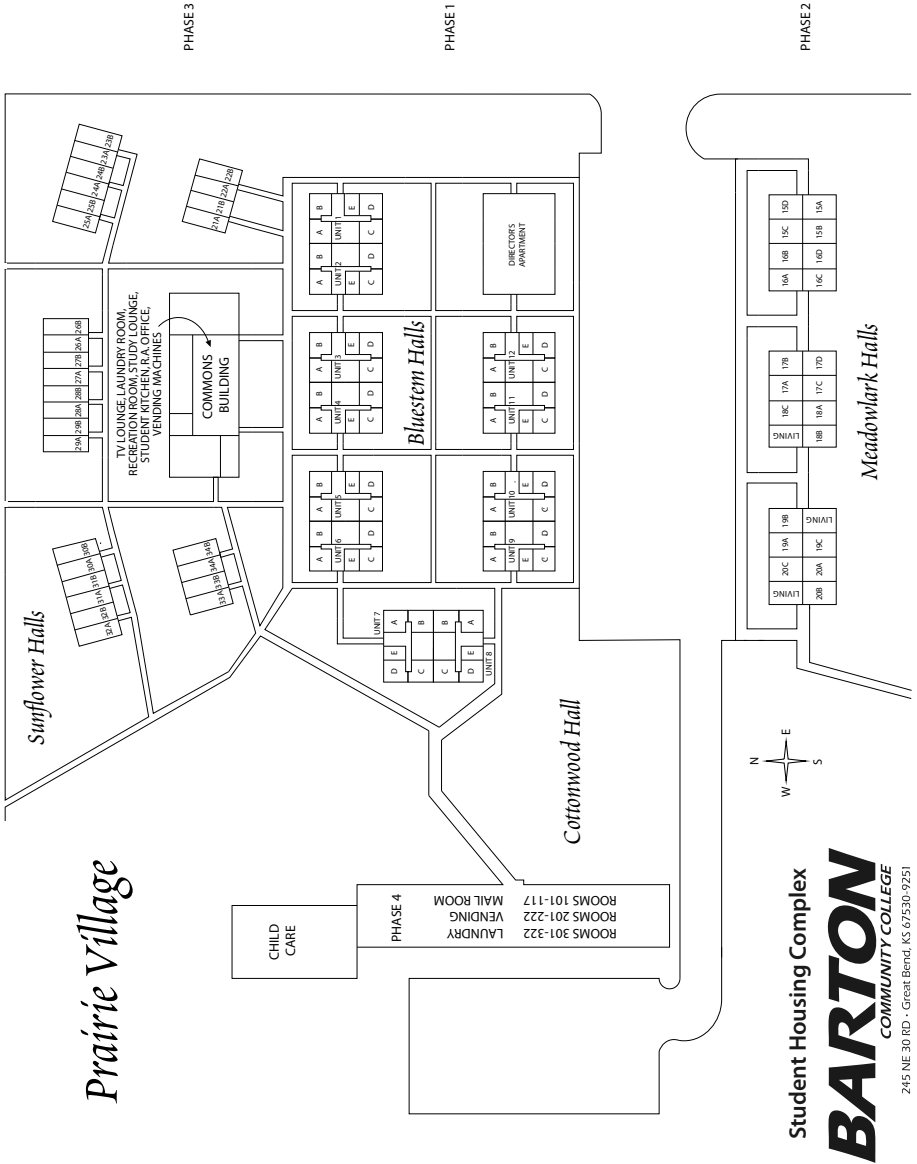 Prairie Village
Sunflower Halls
PHASE 3
PHASE 1
PHASE 2
25A
25B
24A
24B
23A
23B
21A
21B
22A
22B
29A
29B
28A
28B
27A
27B
26A
26B
TV LOUNGE, LAUNDRY ROOM,
RECREATION ROOM, STUDY LOUNGE,
STUDENT KITCHEN, R.A. OFFICE,
VENDING MACHINES
COMMONS
BUILDING
32A
32B
31A
31B
30A
30B
33A
33B
34A
34B
Bluestem Halls
A B A B
UNIT 2 UNIT 1
E E
C D C D
A B A B
UNIT 4 UNIT 3
E E
C D C D
A B A B
UNIT 6 UNIT 5
E E
C D C D
UNIT 7
D E A
C B
C B
D E A
UNIT 8
A B A B
UNIT 9 UNIT 10
E E
C D C D
A B A B
UNIT 11 UNIT 12
E E
C D C D
DIRECTOR'S
APARTMENT
Cottonwood Hall
CHILD
CARE
PHASE 4
LAUNDRY ROOMS 301-322
VENDING ROOMS 201-222
MAIL ROOM ROOMS 101-117
Meadowlark Halls
16A 16B 15C 15D
16C 16D 15B 15A
LIVING 18C 17A 17B
18B 18A 17C 17D
LIVING 20C 19A 19B
20B 20A 19C LIVING
N
W E
S
Student Housing Complex
BARTON
COMMUNITY COLLEGE
245 NE 30 RD · Great Bend, KS 67530-9251